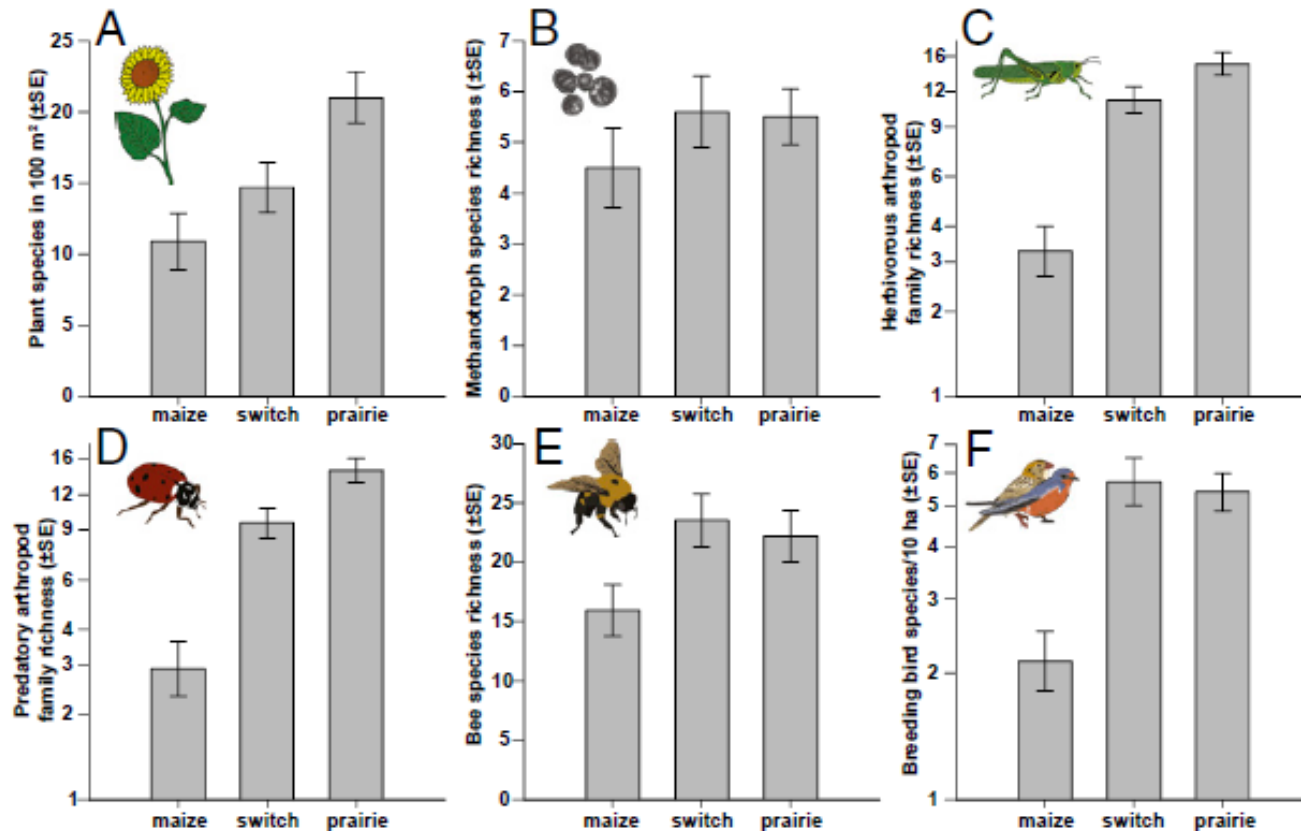 A
Plant species in 100 m² (±SE)
25
20
15
10
5
0
maize switch prairie
B
Methanotroph species richness (±SE)
7
6
5
4
3
2
1
0
maize switch prairie
C
Herbivorous arthropod
family richness (±SE)
16
12
9
6
4
3
2
1
maize switch prairie
D
Predatory arthropod
family richness (±SE)
16
12
9
6
4
3
2
1
maize switch prairie
E
Bee species richness (±SE)
30
25
20
15
10
5
0
maize switch prairie
F
Breeding bird species/10 ha (±SE)
7
6
5
4
3
2
1
maize switch prairie